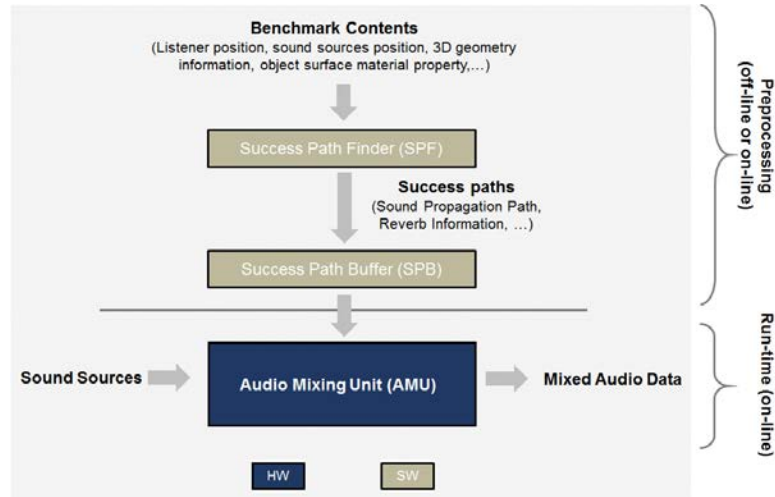 Benchmark Contents
(Listener position, sound sources position, 3D geometry
information, object surface material property,…)
Success Path Finder (SPF)
Success paths
(Sound Propagation Path,
Reverb Information, …)
Success Path Buffer (SPB)
Preprocessing
(off-line or on-line)
Sound Sources
Audio Mixing Unit (AMU)
Mixed Audio Data
Run-time (on-line)
HW
SW